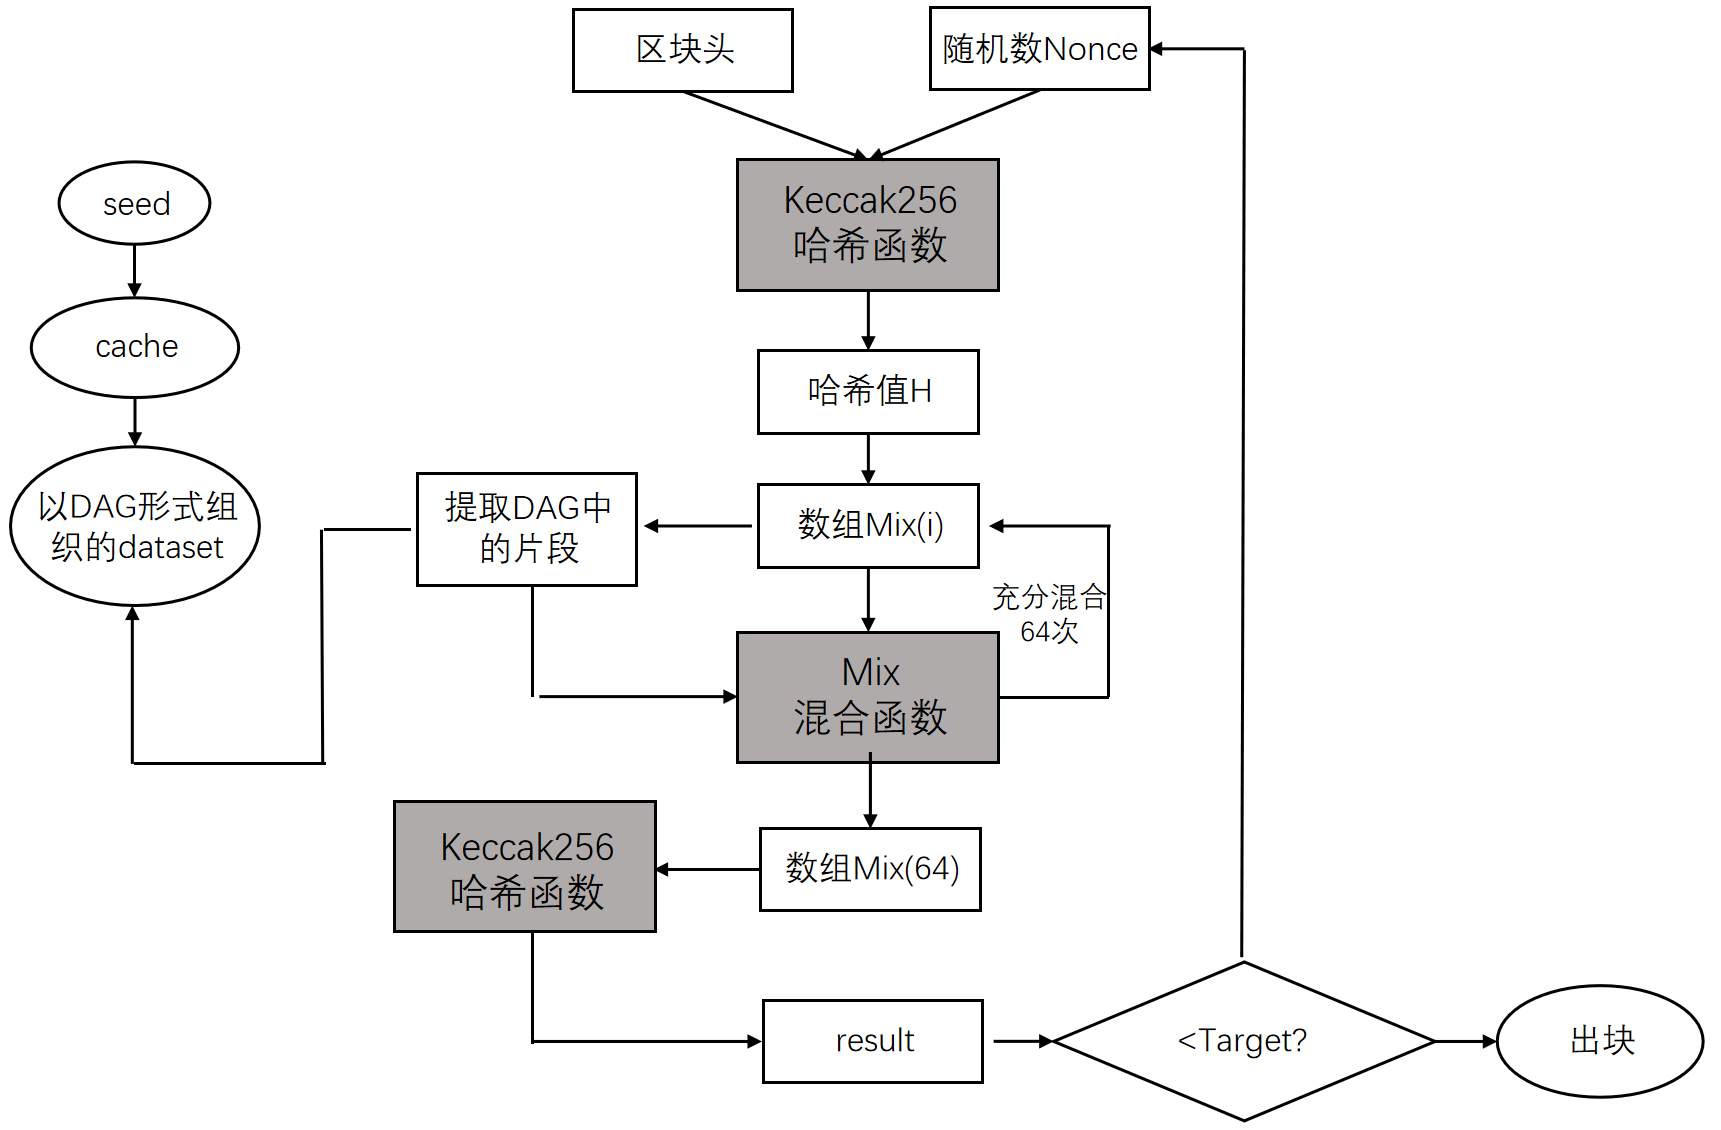 区块头
随机数Nonce
Keccak256
哈希函数
seed
cache
以DAG形式组
织的dataset
哈希值H
提取DAG中
的片段
数组Mix(i)
充分混合
64次
Mix
混合函数
Keccak256
哈希函数
数组Mix(64)
result
<Target?
出块